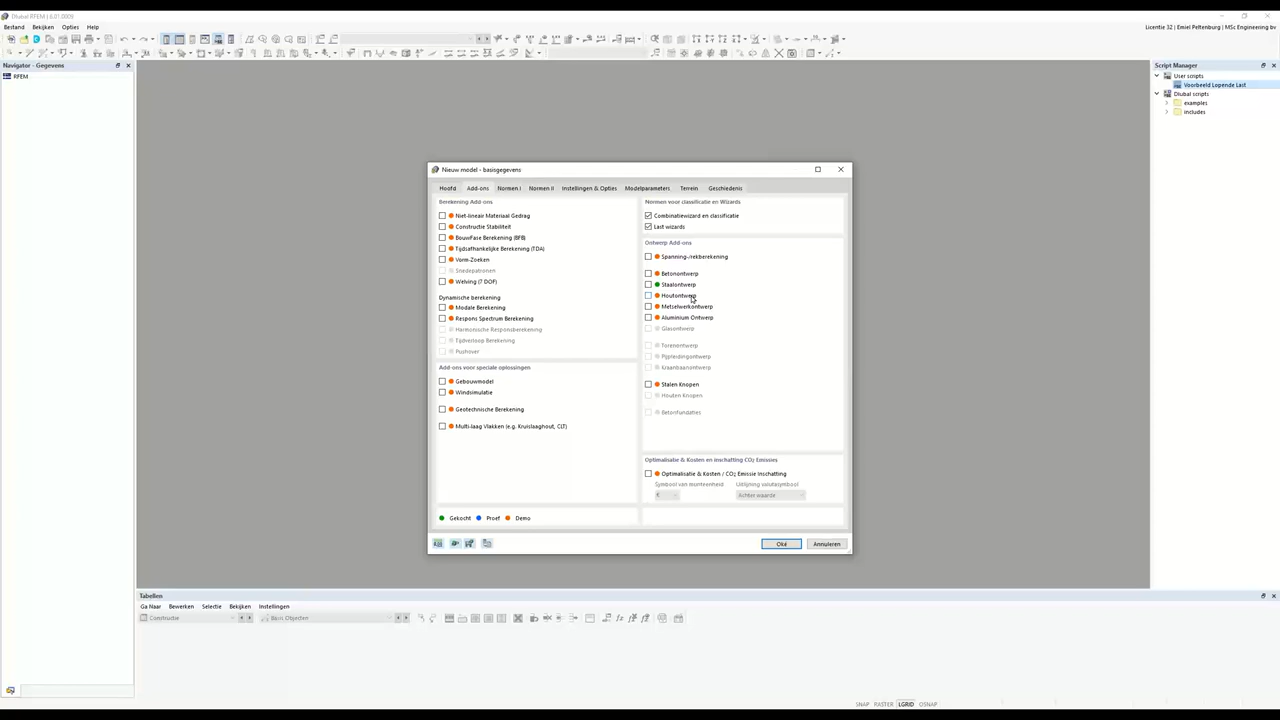 Dlubal RFEM | 6.01.0009
Bestand Bekijken Opties Help
Licentie 32 | Emiel Peltenburg | MSc Engineering bv
Navigator - Gegevens
RFEM
Script Manager
User scripts
Voorbeeld Lopende Last
Dlubal scripts
examples
includes
Nieuw model - basisgegevens
Hoofd Add-ons Normen I Normen II Instellingen & Opties Modelparameters Terrein Geschiedenis
Berekening Add-ons
Niet-lineair Materiaal Gedrag
Constructie Stabiliteit
BouwFase Berekening (BFB)
Tijdsafhankelijke Berekening (TDA)
Vorm-Zoeken
Snedepatronen
Welving (7 DOF)
Dynamische berekening
Modale Berekening
Respons Spectrum Berekening
Harmonische Responsberekening
Tijdverloop Berekening
Pushover
Add-ons voor speciale oplossingen
Gebouwmodel
Windsimulatie
Geotechnische Berekening
Multi-laag Vlakken (e.g. Kruislaaghout, CLT)
Gekocht Proef Demo
Normen voor classificatie en Wizards
Combinatiewizard en classificatie
Last wizards
Ontwerp Add-ons
Spanning-/rekberekening
Betonontwerp
Staalontwerp
Houtontwerp
Metselwerkontwerp
Aluminium Ontwerp
Glasontwerp
Torenontwerp
Pijpleidingontwerp
Kraanbaanontwerp
Stalen Knopen
Houten Knopen
Betonfundaties
Optimalisatie & Kosten en inschatting CO2 Emissies
Optimalisatie & Kosten / CO2 Emissie Inschatting
Symbool van munteenheid Uitlijning valutasymbool
€ Achter waarde
Oké Annuleren
Tabellen
Ga Naar Bewerken Selectie Bekijken Instellingen
Constructie Basis Objecten
SNAP RASTER LGRID OSNAP